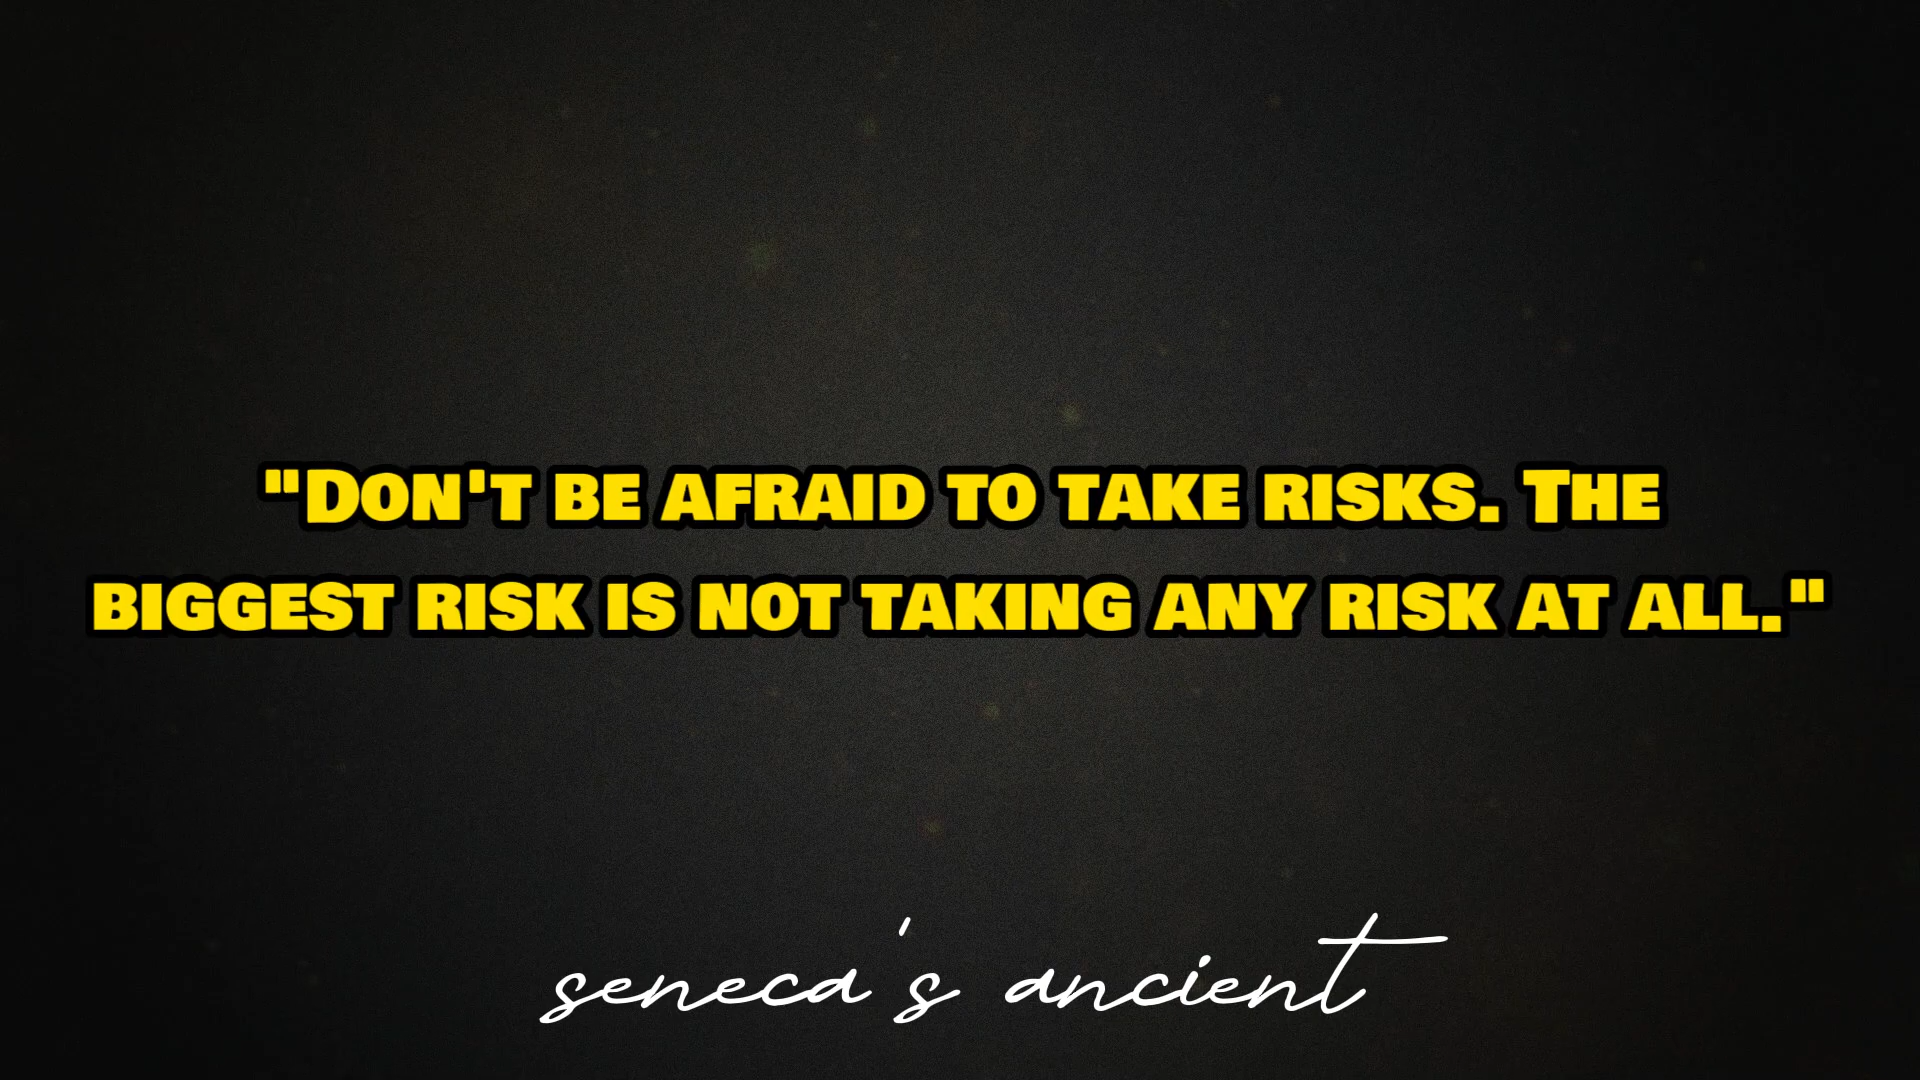 "Don't be afraid to take risks. The
biggest risk is not taking any risk at all."
seneca's ancient